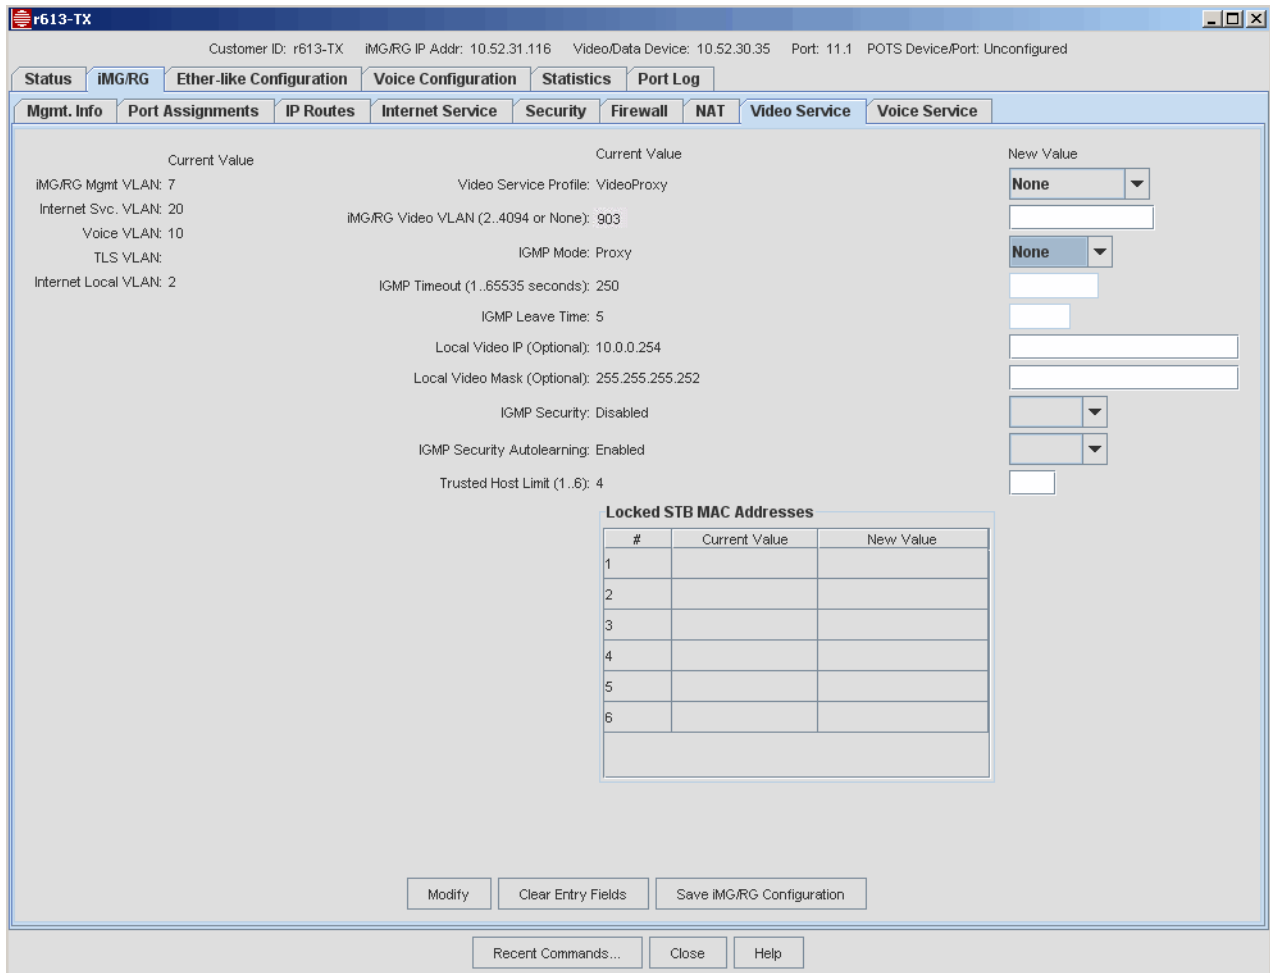 r613-TX
Customer ID: r613-TX iMG/RG IP Addr: 10.52.31.116 Video/Data Device: 10.52.30.35 Port: 11.1 POTS Device/Port: Unconfigured
Status iMG/RG Ether-like Configuration Voice Configuration Statistics Port Log
Mgmt. Info Port Assignments IP Routes Internet Service Security Firewall NAT Video Service Voice Service
Current Value
iMG/RG Mgmt VLAN: 7
Internet Svc. VLAN: 20
Voice VLAN: 10
TLS VLAN:
Internet Local VLAN: 2
Current Value New Value
Video Service Profile: VideoProxy None
iMG/RG Video VLAN (2..4094 or None): 903
IGMP Mode: Proxy None
IGMP Timeout (1..65535 seconds): 250
IGMP Leave Time: 5
Local Video IP (Optional): 10.0.0.254
Local Video Mask (Optional): 255.255.255.252
IGMP Security: Disabled
IGMP Security Autolearning: Enabled
Trusted Host Limit (1..6): 4
Locked STB MAC Addresses
# Current Value New Value
1
2
3
4
5
6
Modify Clear Entry Fields Save iMG/RG Configuration
Recent Commands... Close Help